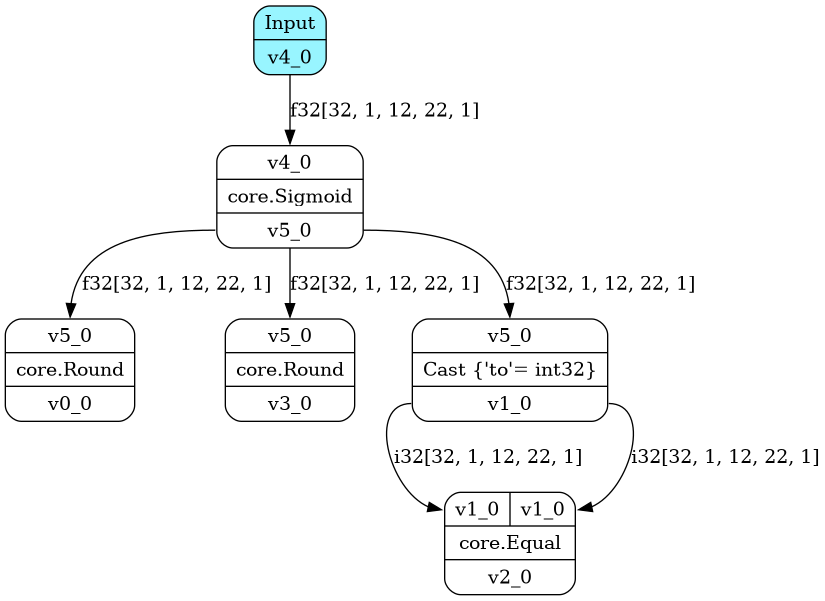 Input
v4_0
f32[32, 1, 12, 22, 1]
v4_0
core.Sigmoid
v5_0
f32[32, 1, 12, 22, 1]
f32[32, 1, 12, 22, 1]
f32[32, 1, 12, 22, 1]
v5_0
core.Round
v0_0
v5_0
core.Round
v3_0
v5_0
Cast {'to'= int32}
v1_0
i32[32, 1, 12, 22, 1]
i32[32, 1, 12, 22, 1]
v1_0
v1_0
core.Equal
v2_0